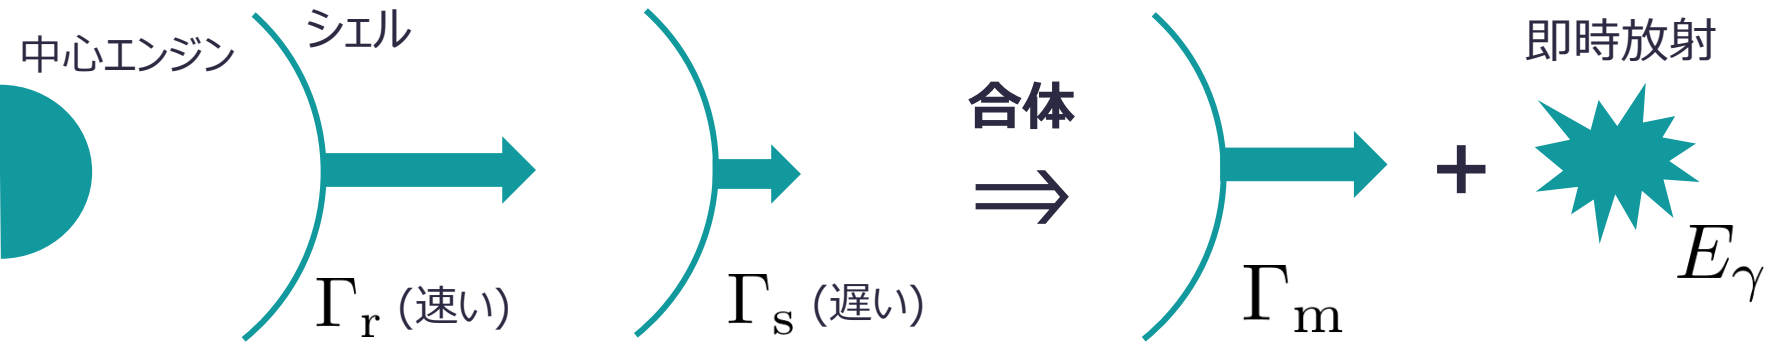 中心エンジン
シェル
Γr (速い)
Γs (遅い)
合体
⇒
Γm
+
即時放射
Eγ